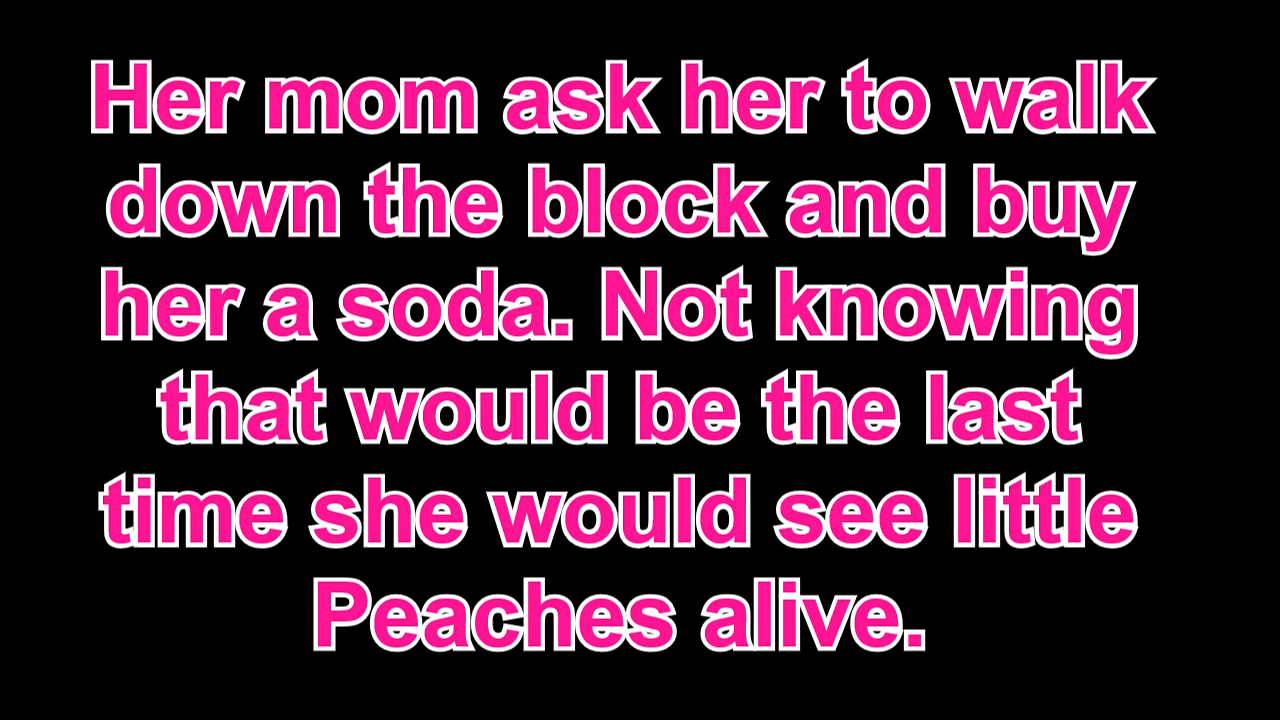 Her mom ask her to walk
down the block and buy
her a soda. Not knowing
that would be the last
time she would see little
Peaches alive.